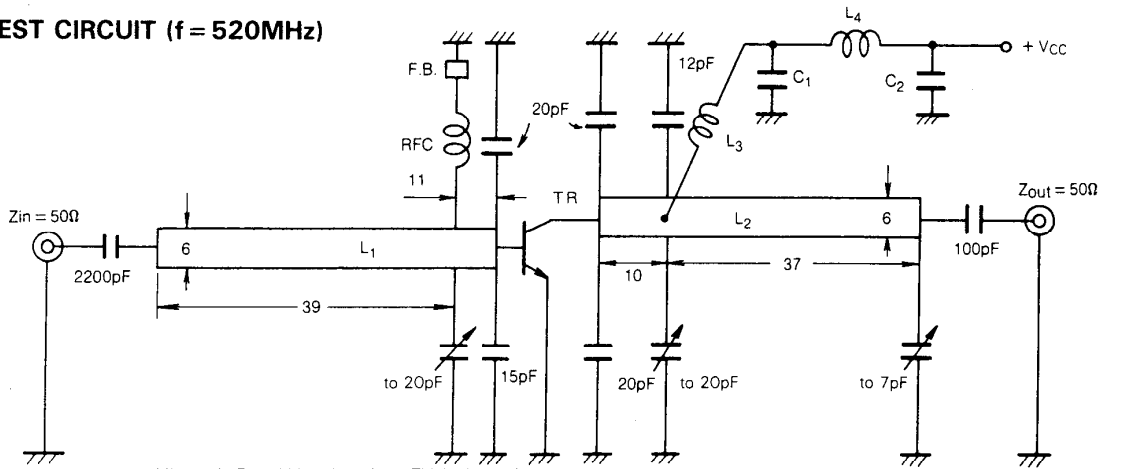 EST CIRCUIT (f = 520MHz)
L4
+ VCC
F.B.
12pF
C1
C2
20pF
RFC
L3
11
TR
Zin = 50Ω
Zout = 50Ω
6
L1
L2
6
2200pF
100pF
10
37
39
to 20pF
15pF
20pF
to 20pF
to 7pF